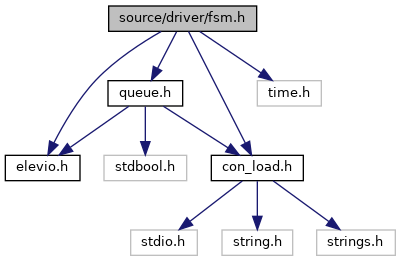 source/driver/fsm.h
queue.h
time.h
elevio.h
stdbool.h
con_load.h
stdio.h
string.h
strings.h